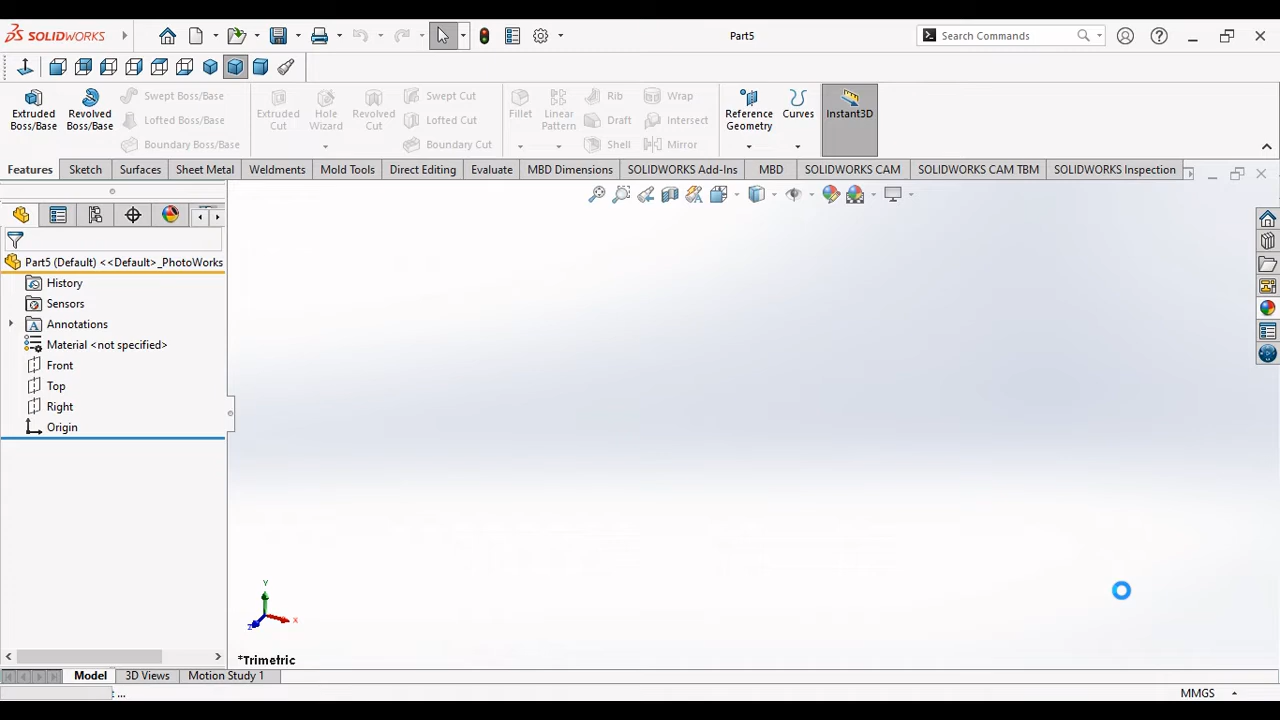 SOLIDWORKS
Part5
Search Commands
Extruded Boss/Base
Revolved Boss/Base
Swept Boss/Base
Lofted Boss/Base
Boundary Boss/Base
Extruded Cut
Hole Wizard
Revolved Cut
Swept Cut
Lofted Cut
Boundary Cut
Fillet
Linear Pattern
Rib
Draft
Shell
Wrap
Intersect
Mirror
Reference Geometry
Curves
Instant3D
Features
Sketch
Surfaces
Sheet Metal
Weldments
Mold Tools
Direct Editing
Evaluate
MBD Dimensions
SOLIDWORKS Add-Ins
MBD
SOLIDWORKS CAM
SOLIDWORKS CAM TBM
SOLIDWORKS Inspection
Part5 (Default) <<Default>_PhotoWorks
History
Sensors
Annotations
Material <not specified>
Front
Top
Right
Origin
Y
X
Z
*Trimetric
Model
3D Views
Motion Study 1
: ...
MMGS